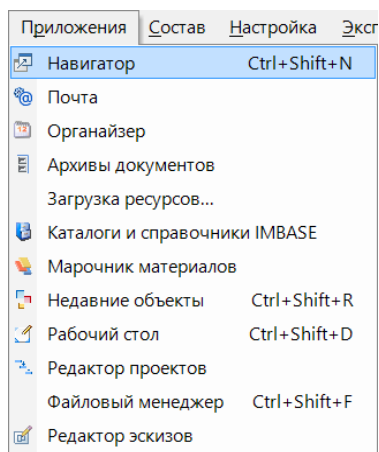 Приложения Состав Настройка Эксп
Навигатор Ctrl+Shift+N
Почта
Органайзер
Архивы документов
Загрузка ресурсов...
Каталоги и справочники IMBASE
Марочник материалов
Недавние объекты Ctrl+Shift+R
Рабочий стол Ctrl+Shift+D
Редактор проектов
Файловый менеджер Ctrl+Shift+F
Редактор эскизов